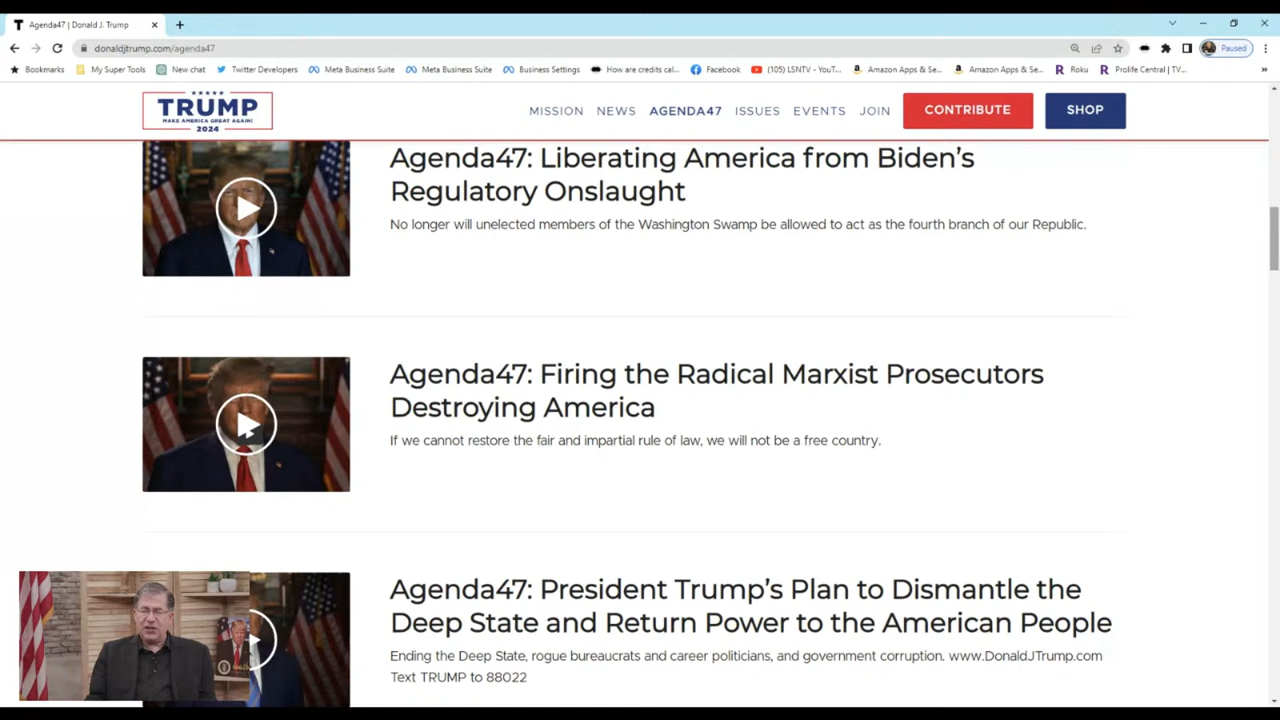 Agenda47 | Donald J. Trump
donaldjtrump.com/agenda47
Paused
Bookmarks My Super Tools New chat Twitter Developers Meta Business Suite Meta Business Suite Business Settings How are credits cal... Facebook (105) LSNTV - YouT... Amazon Apps & Se... Amazon Apps & Se... Roku Prolife Central | TV...
TRUMP
MAKE AMERICA GREAT AGAIN!
2024
MISSION NEWS AGENDA47 ISSUES EVENTS JOIN CONTRIBUTE SHOP
Agenda47: Liberating America from Biden's
Regulatory Onslaught
No longer will unelected members of the Washington Swamp be allowed to act as the fourth branch of our Republic.
Agenda47: Firing the Radical Marxist Prosecutors
Destroying America
If we cannot restore the fair and impartial rule of law, we will not be a free country.
Agenda47: President Trump's Plan to Dismantle the
Deep State and Return Power to the American People
Ending the Deep State, rogue bureaucrats and career politicians, and government corruption. www.DonaldJTrump.com
Text TRUMP to 88022